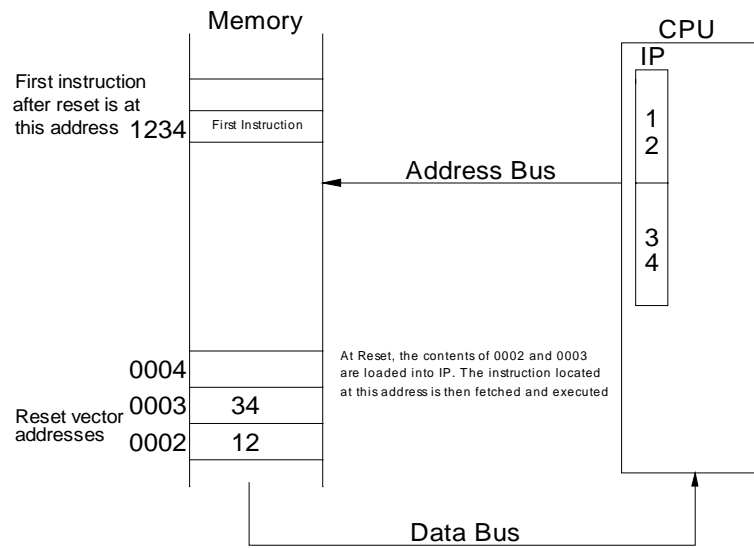 Memory
CPU
IP
First instruction
after reset is at
this address
1234
First Instruction
1
2
Address Bus
3
4
At Reset, the contents of 0002 and 0003
are loaded into IP. The instruction located
at this address is then fetched and executed
0004
Reset vector
addresses
0003
34
0002
12
Data Bus